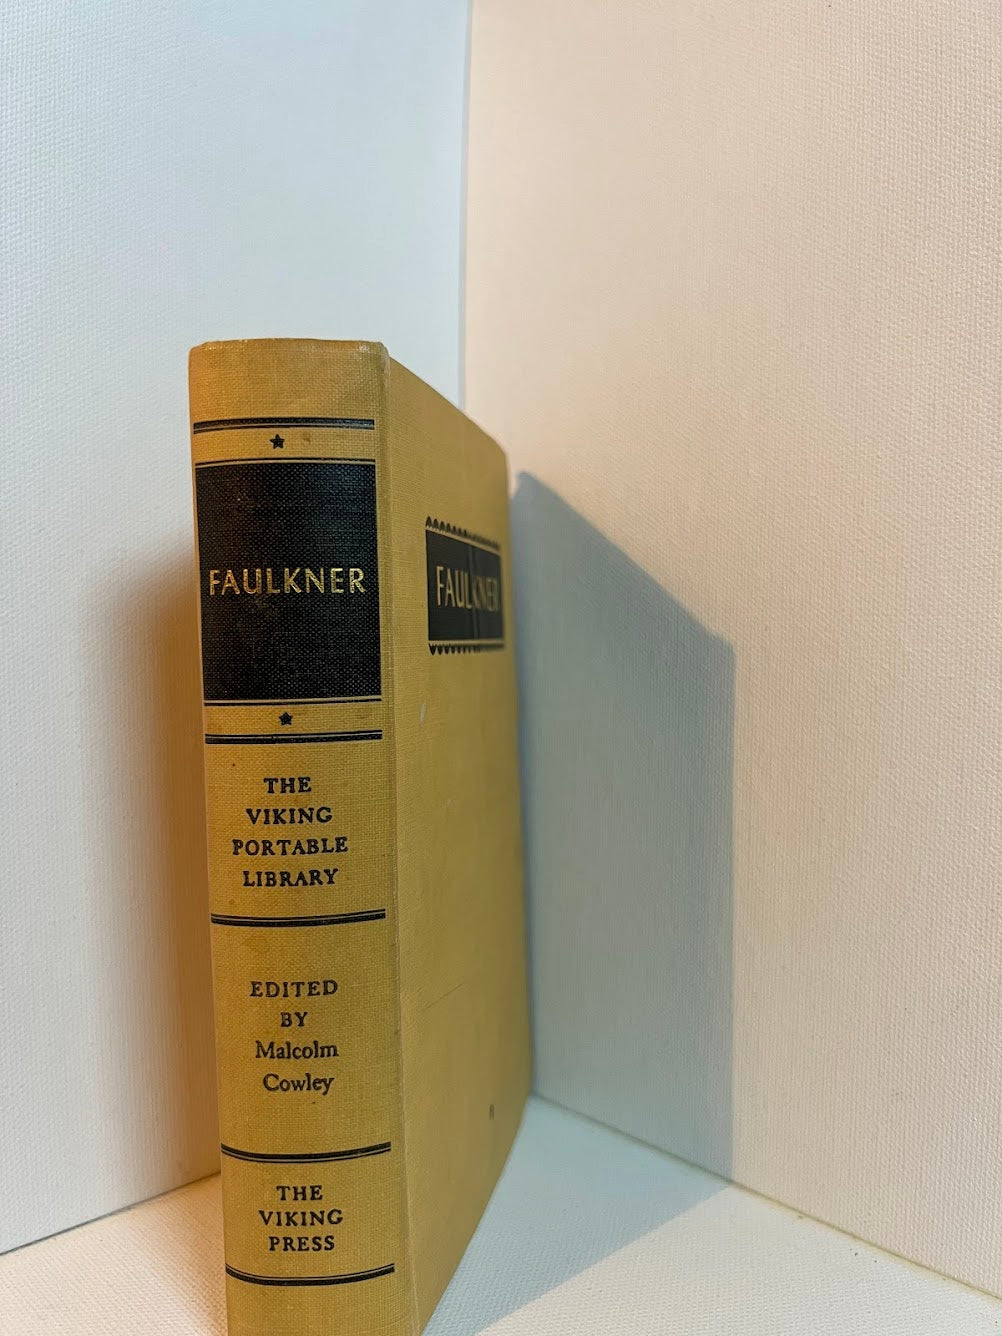 FAULKNER
THE
VIKING
PORTABLE
LIBRARY
EDITED
BY
Malcolm
Cowley
THE
VIKING
PRESS
FAULKNER